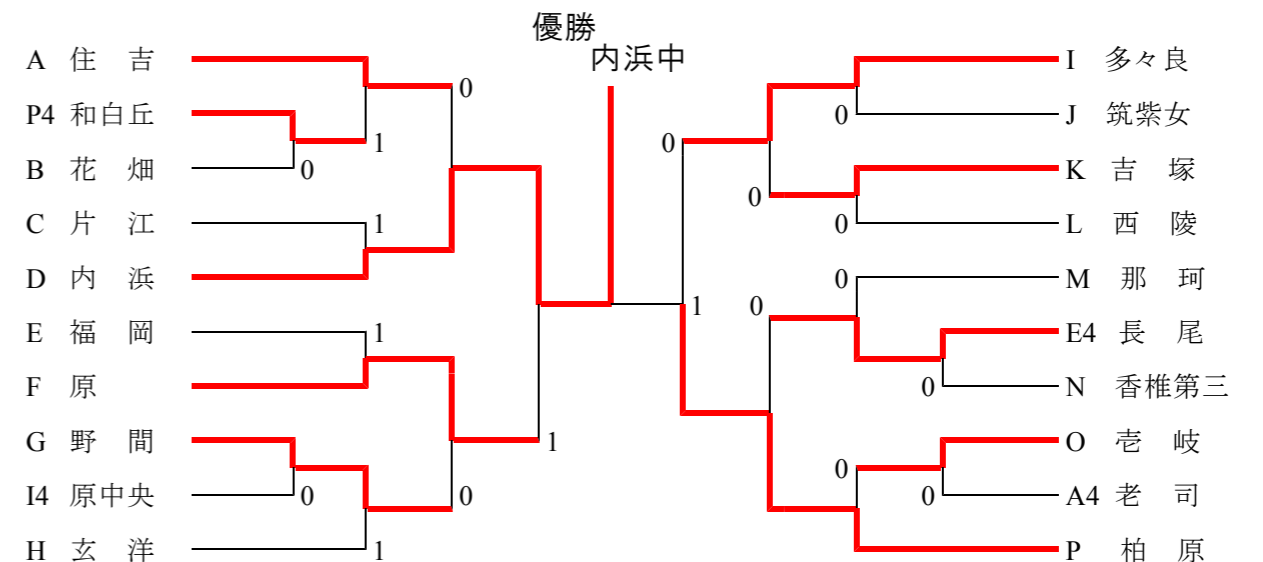 優勝
内浜中
A 住 吉
0
P4 和白丘
1
B 花 畑
0
C 片 江
1
D 内 浜
E 福 岡
1
F 原
G 野 間
1
I4 原中央
0
0
H 玄 洋
1
I 多々良
0
J 筑紫女
0
K 吉 塚
0
0
L 西 陵
0
M 那 珂
1
0
E4 長 尾
0
N 香椎第三
O 壱 岐
0
0
A4 老 司
P 柏 原